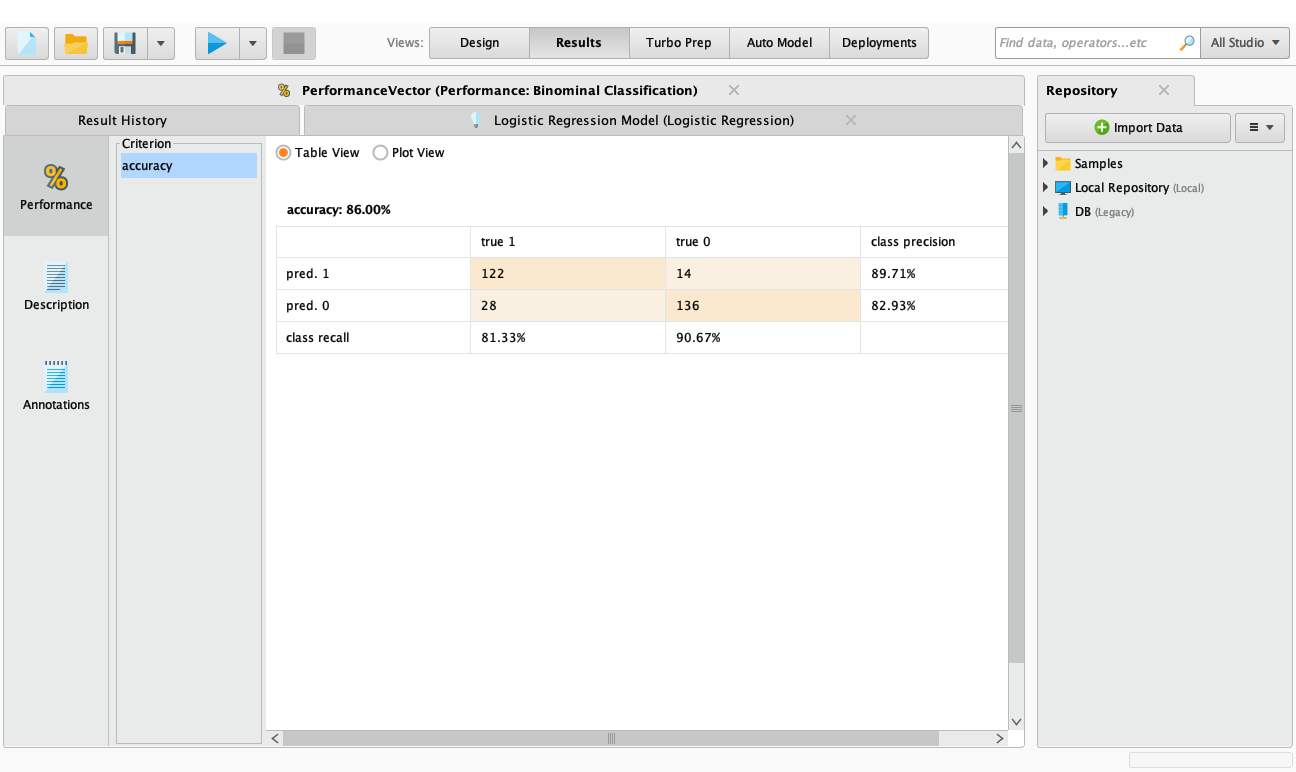 Views: Design Results Turbo Prep Auto Model Deployments Find data, operators...etc All Studio
PerformanceVector (Performance: Binominal Classification)
Result History Logistic Regression Model (Logistic Regression)
Performance
Description
Annotations
Criterion
accuracy
Table View Plot View
accuracy: 86.00%
true 1 true 0 class precision
pred. 1 122 14 89.71%
pred. 0 28 136 82.93%
class recall 81.33% 90.67%
Repository
Import Data
Samples
Local Repository (Local)
DB (Legacy)